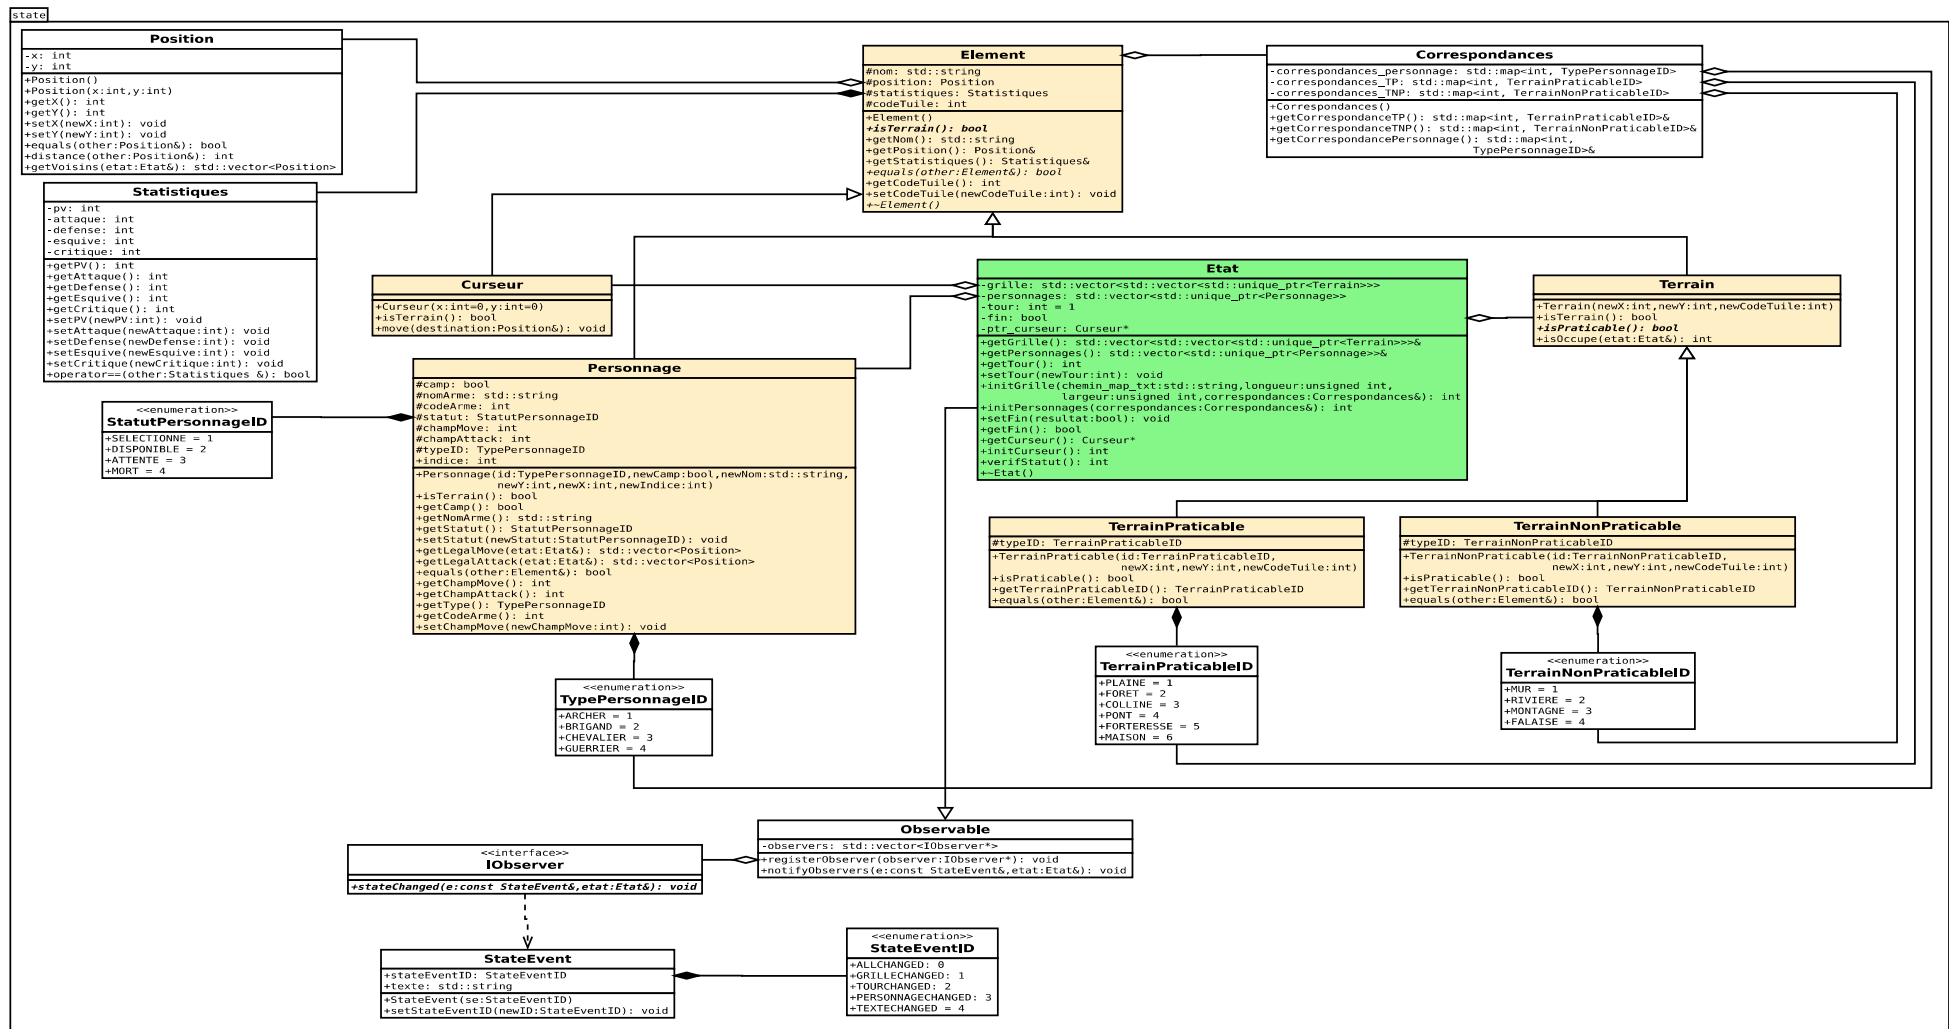 state
Position
-x: int
-y: int
+Position()
+Position(x:int,y:int)
+getX(): int
+getY(): int
+setX(newX:int): void
+setY(newY:int): void
+equals(other:Position&): bool
+distance(other:Position&): int
+getVoisins(etat:Etat&): std::vector<Position>
Element
#nom: std::string
#position: Position
#statistiques: Statistiques
#codeTuile: int
+Element()
+isTerrain(): bool
+getNom(): std::string
+getPosition(): Position&
+getStatistiques(): Statistiques&
+equals(other:Element&): bool
+getCodeTuile(): int
+setCodeTuile(newCodeTuile:int): void
+~Element()
Correspondances
-correspondances_personnage: std::map<int, TypePersonnageID>
-correspondances_TP: std::map<int, TerrainPraticableID>
-correspondances_TNP: std::map<int, TerrainNonPraticableID>
+Correspondances()
+getCorrespondanceTP(): std::map<int, TerrainPraticableID>&
+getCorrespondanceTNP(): std::map<int, TerrainNonPraticableID>&
+getCorrespondancePersonnage(): std::map<int,
TypePersonnageID>&
Statistiques
-pv: int
-attaque: int
-defense: int
-esquive: int
-critique: int
+getPV(): int
+getAttaque(): int
+getDefense(): int
+getEsquive(): int
+getCritique(): int
+setPV(newPV:int): void
+setAttaque(newAttaque:int): void
+setDefense(newDefense:int): void
+setEsquive(newEsquive:int): void
+setCritique(newCritique:int): void
+operator==(other:Statistiques &): bool
Curseur
+Curseur(x:int=0,y:int=0)
+isTerrain(): bool
+move(destination:Position&): void
Etat
-grille: std::vector<std::vector<std::unique_ptr<Terrain>>>
-personnages: std::vector<std::unique_ptr<Personnage>>
-tour: int = 1
-fin: bool
-ptr_curseur: Curseur*
+getGrille(): std::vector<std::vector<std::unique_ptr<Terrain>>>&
+getPersonnages(): std::vector<std::unique_ptr<Personnage>>&
+getTour(): int
+setTour(newTour:int): void
+initGrille(chemin_map_txt:std::string,longueur:unsigned int,
largeur:unsigned int,correspondances:Correspondances&): int
+initPersonnages(correspondances:Correspondances&): int
+setFin(resultat:bool): void
+getFin(): bool
+getCurseur(): Curseur*
+initCurseur(): int
+verifStatut(): int
+~Etat()
Terrain
+Terrain(newX:int,newY:int,newCodeTuile:int)
+isTerrain(): bool
+isPraticable(): bool
+isOccupe(etat:Etat&): int
Personnage
#camp: bool
#nomArme: std::string
#codeArme: int
#statut: StatutPersonnageID
#champMove: int
#champAttack: int
#typeID: TypePersonnageID
+indice: int
+Personnage(id:TypePersonnageID,newCamp:bool,newNom:std::string,
newY:int,newX:int,newIndice:int)
+isTerrain(): bool
+getCamp(): bool
+getNomArme(): std::string
+getStatut(): StatutPersonnageID
+setStatut(newStatut:StatutPersonnageID): void
+getLegalMove(etat:Etat&): std::vector<Position>
+getLegalAttack(etat:Etat&): std::vector<Position>
+equals(other:Element&): bool
+getChampMove(): int
+getChampAttack(): int
+getType(): TypePersonnageID
+getCodeArme(): int
+setChampMove(newChampMove:int): void
<<enumeration>>
StatutPersonnageID
+SELECTIONNE = 1
+DISPONIBLE = 2
+ATTENTE = 3
+MORT = 4
TerrainPraticable
#typeID: TerrainPraticableID
+TerrainPraticable(id:TerrainPraticableID,
newX:int,newY:int,newCodeTuile:int)
+isPraticable(): bool
+getTerrainPraticableID(): TerrainPraticableID
+equals(other:Element&): bool
TerrainNonPraticable
#typeID: TerrainNonPraticableID
+TerrainNonPraticable(id:TerrainNonPraticableID,
newX:int,newY:int,newCodeTuile:int)
+isPraticable(): bool
+getTerrainNonPraticableID(): TerrainNonPraticableID
+equals(other:Element&): bool
<<enumeration>>
TypePersonnageID
+ARCHER = 1
+BRIGAND = 2
+CHEVALIER = 3
+GUERRIER = 4
<<enumeration>>
TerrainPraticableID
+PLAINE = 1
+FORET = 2
+COLLINE = 3
+PONT = 4
+FORTERESSE = 5
+MAISON = 6
<<enumeration>>
TerrainNonPraticableID
+MUR = 1
+RIVIERE = 2
+MONTAGNE = 3
+FALAISE = 4
Observable
-observers: std::vector<IObserver*>
+registerObserver(observer:IObserver*): void
+notifyObservers(e:const StateEvent&,etat:Etat&): void
<<interface>>
IObserver
+stateChanged(e:const StateEvent&,etat:Etat&): void
StateEvent
+stateEventID: StateEventID
+texte: std::string
+StateEvent(se:StateEventID)
+setStateEventID(newID:StateEventID): void
<<enumeration>>
StateEventID
+ALLCHANGED: 0
+GRILLECHANGED: 1
+TOURCHANGED: 2
+PERSONNAGECHANGED: 3
+TEXTECHANGED = 4